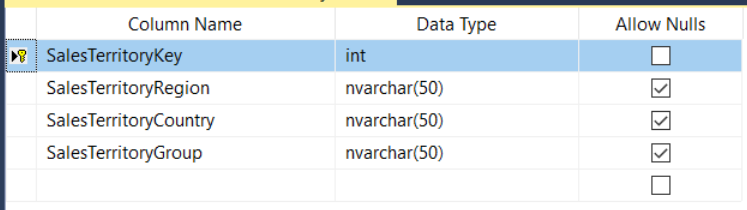 Column Name Data Type Allow Nulls
SalesTerritoryKey int
SalesTerritoryRegion nvarchar(50)
SalesTerritoryCountry nvarchar(50)
SalesTerritoryGroup nvarchar(50)